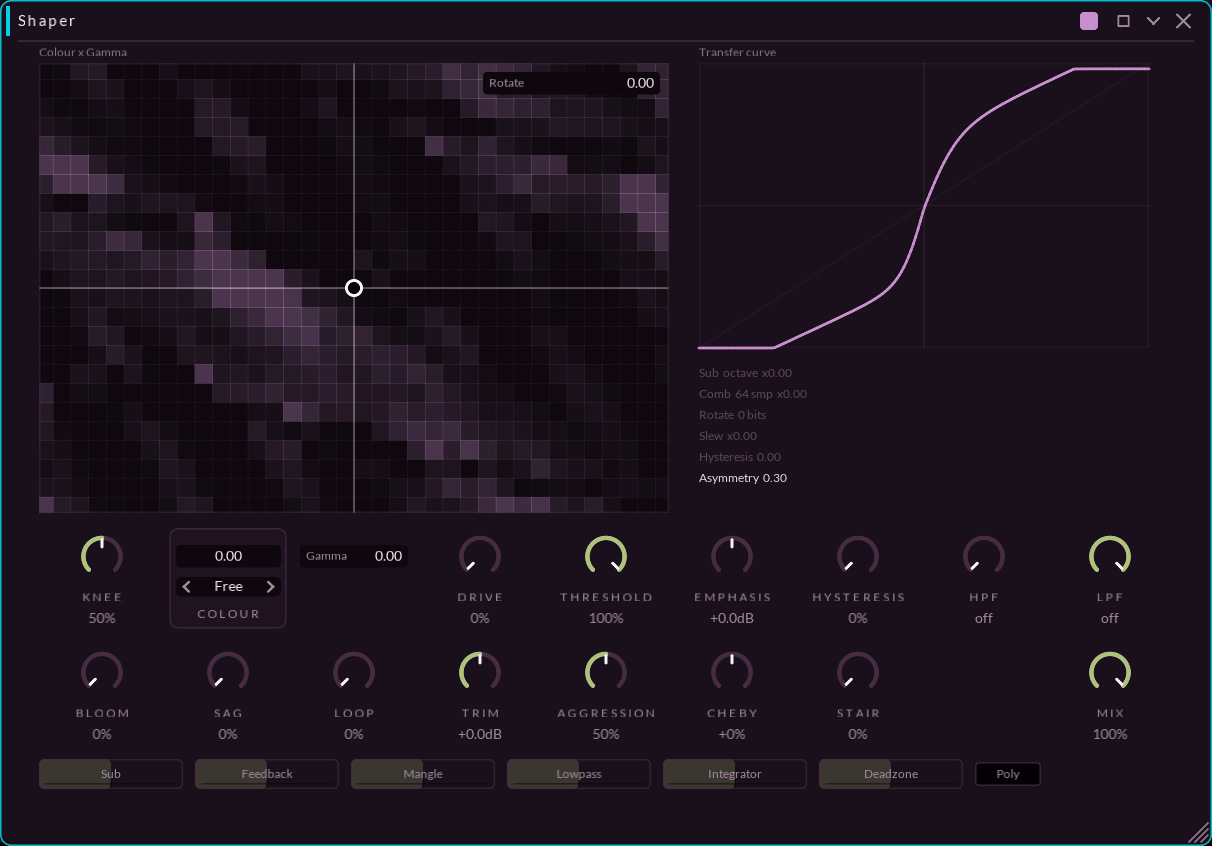 Shaper
Colour x Gamma
Transfer curve
Rotate 0.00
Sub octave x0.00
Comb 64 smp x0.00
Rotate 0 bits
Slew x0.00
Hysteresis 0.00
Asymmetry 0.30
0.00
Gamma 0.00
Free
KNEE COLOUR DRIVE THRESHOLD EMPHASIS HYSTERESIS HPF LPF
50% 0% 100% +0.0dB 0% off off
BLOOM SAG LOOP TRIM AGGRESSION CHEBY STAIR MIX
0% 0% 0% +0.0dB 50% +0% 0% 100%
Sub Feedback Mangle Lowpass Integrator Deadzone Poly